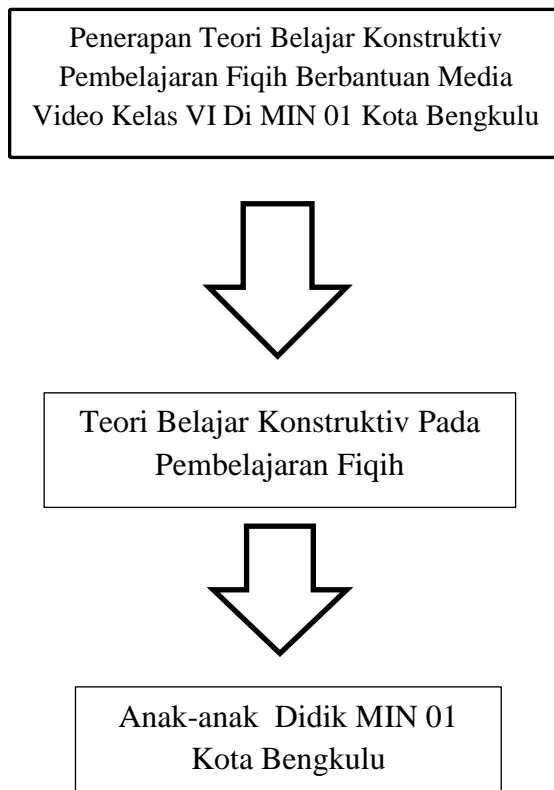 Penerapan Teori Belajar Konstruktiv
Pembelajaran Fiqih Berbantuan Media
Video Kelas VI Di MIN 01 Kota Bengkulu
Teori Belajar Konstruktiv Pada
Pembelajaran Fiqih
Anak-anak Didik MIN 01
Kota Bengkulu